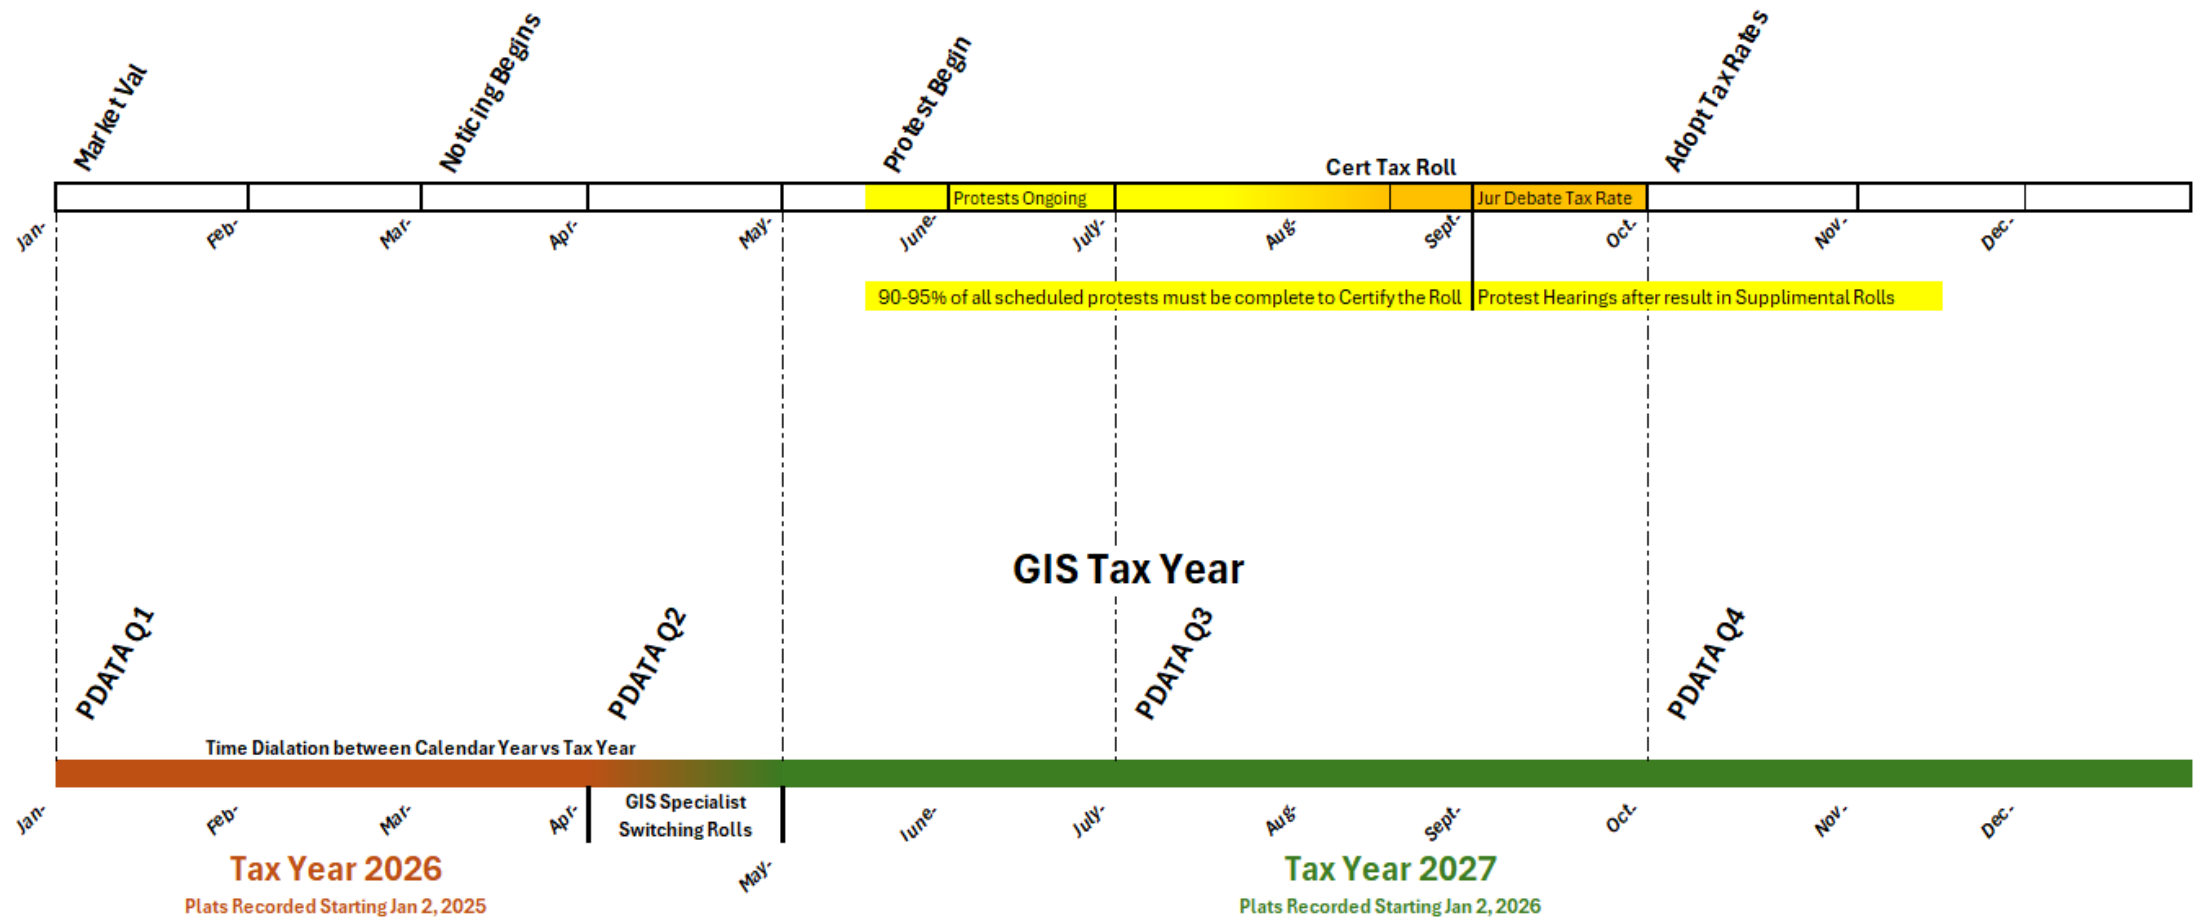 Market Val
Noticing Begins
Protest Begin
Adopt Tax Rates
Cert Tax Roll
Protests Ongoing
Jur Debate Tax Rate
Jan-
Feb-
Mar.
Apr.
May-
June-
July-
Aug-
Sept-
Oct.
Nov.
Dec.
90-95% of all scheduled protests must be complete to Certify the Roll
Protest Hearings after result in Supplimental Rolls
GIS Tax Year
PDATA Q1
PDATA Q2
PDATA Q3
PDATA Q4
Time Dialation between Calendar Year vs Tax Year
Jan-
Feb-
Mar.
Apr.
GIS Specialist
Switching Rolls
May-
June-
July-
Aug-
Sept-
Oct.
Nov.
Dec.
Tax Year 2026
Plats Recorded Starting Jan 2, 2025
Tax Year 2027
Plats Recorded Starting Jan 2, 2026